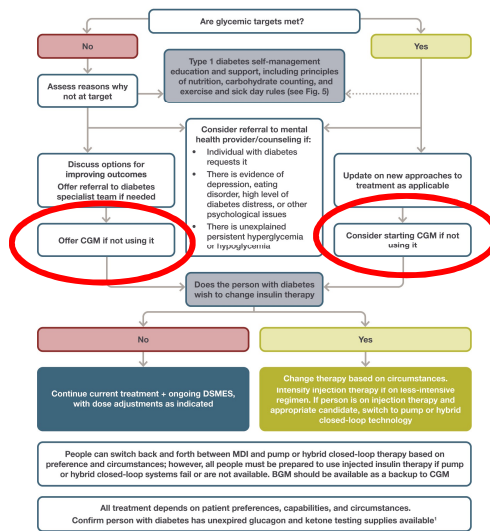 Are glycemic targets met?
No
Yes
Assess reasons why
not at target
Type 1 diabetes self-management
education and support, including principles
of nutrition, carbohydrate counting, and
exercise and sick day rules (see Fig. 5)
Discuss options for
improving outcomes
Offer referral to diabetes
specialist team if needed
Consider referral to mental
health provider/counseling if:
• Individual with diabetes
requests it
• There is evidence of
depression, eating
disorder, high level of
diabetes distress, or other
psychological issues
• There is unexplained
persistent hyperglycemia
or hypoglycemia
Update on new approaches to
treatment as applicable
Offer CGM if not using it
Consider starting CGM if not
using it
Does the person with diabetes
wish to change insulin therapy
No
Yes
Continue current treatment + ongoing DSMES,
with dose adjustments as indicated
Change therapy based on circumstances.
Intensify injection therapy if on less-intensive
regimen. If person is on injection therapy and
appropriate candidate, switch to pump or hybrid
closed-loop technology
People can switch back and forth between MDI and pump or hybrid closed-loop therapy based on
preference and circumstances; however, all people must be prepared to use injected insulin therapy if pump
or hybrid closed-loop systems fail or are not available. BGM should be available as a backup to CGM
All treatment depends on patient preferences, capabilities, and circumstances.
Confirm person with diabetes has unexpired glucagon and ketone testing supplies available¹